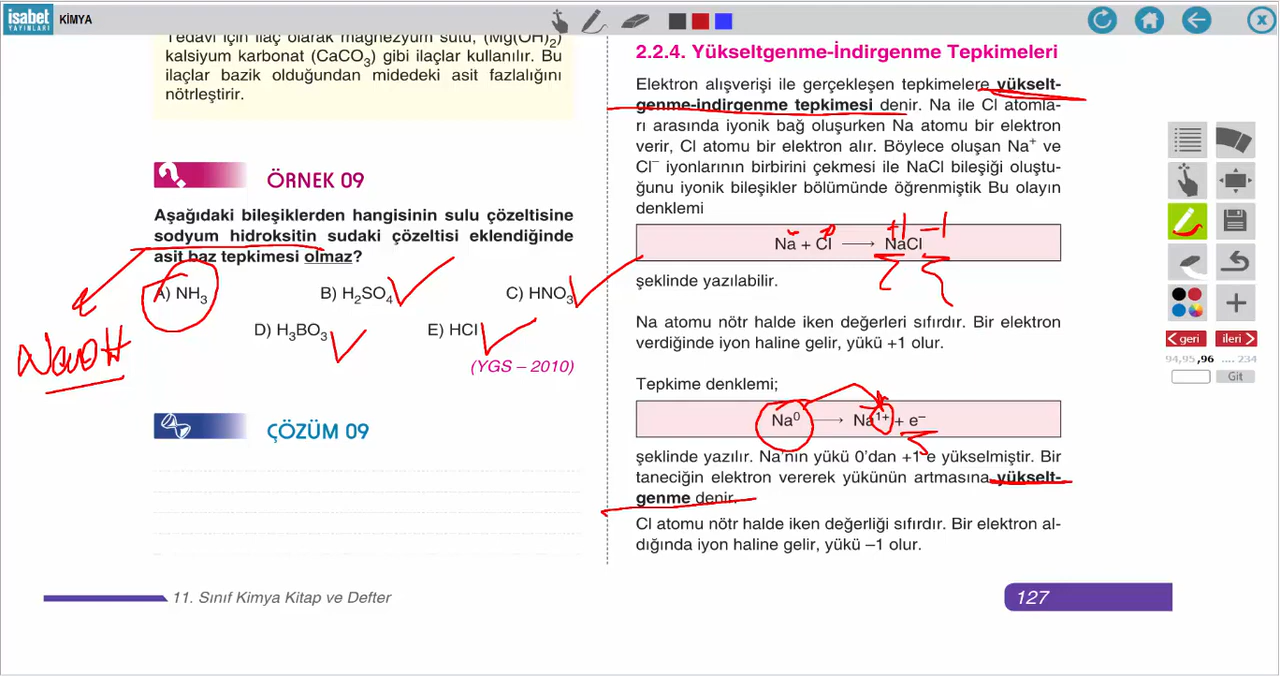 isabet
YAYINLARI
KİMYA
Tedavi için ilaç olarak magnezyum sütü, (Mg(OH)₂)
kalsiyum karbonat (CaCO₃) gibi ilaçlar kullanılır. Bu
ilaçlar bazik olduğundan midedeki asit fazlalığını
nötrleştirir.
ÖRNEK 09
Aşağıdaki bileşiklerden hangisinin sulu çözeltisine
sodyum hidroksitin sudaki çözeltisi eklendiğinde
asit baz tepkimesi olmaz?
A) NH₃ B) H₂SO₄ C) HNO₃
D) H₃BO₃ E) HCl
(YGS – 2010)
NaOH
ÇÖZÜM 09
11. Sınıf Kimya Kitap ve Defter
2.2.4. Yükseltgenme-İndirgenme Tepkimeleri
Elektron alışverişi ile gerçekleşen tepkimelere yükselt-
genme-indirgenme tepkimesi denir. Na ile Cl atomla-
rı arasında iyonik bağ oluşurken Na atomu bir elektron
verir, Cl atomu bir elektron alır. Böylece oluşan Na⁺ ve
Cl⁻ iyonlarının birbirini çekmesi ile NaCl bileşiği oluştu-
ğunu iyonik bileşikler bölümünde öğrenmiştik Bu olayın
denklemi
+1 −1
Na + Cl ⟶ NaCl
şeklinde yazılabilir.
Na atomu nötr halde iken değerleri sıfırdır. Bir elektron
verdiğinde iyon haline gelir, yükü +1 olur.
Tepkime denklemi;
Na⁰ ⟶ Na¹⁺ + e⁻
şeklinde yazılır. Na'nın yükü 0'dan +1'e yükselmiştir. Bir
taneciğin elektron vererek yükünün artmasına yükselt-
genme denir.
Cl atomu nötr halde iken değerliği sıfırdır. Bir elektron al-
dığında iyon haline gelir, yükü –1 olur.
127
geri ileri
94,95,96 .... 234
Git